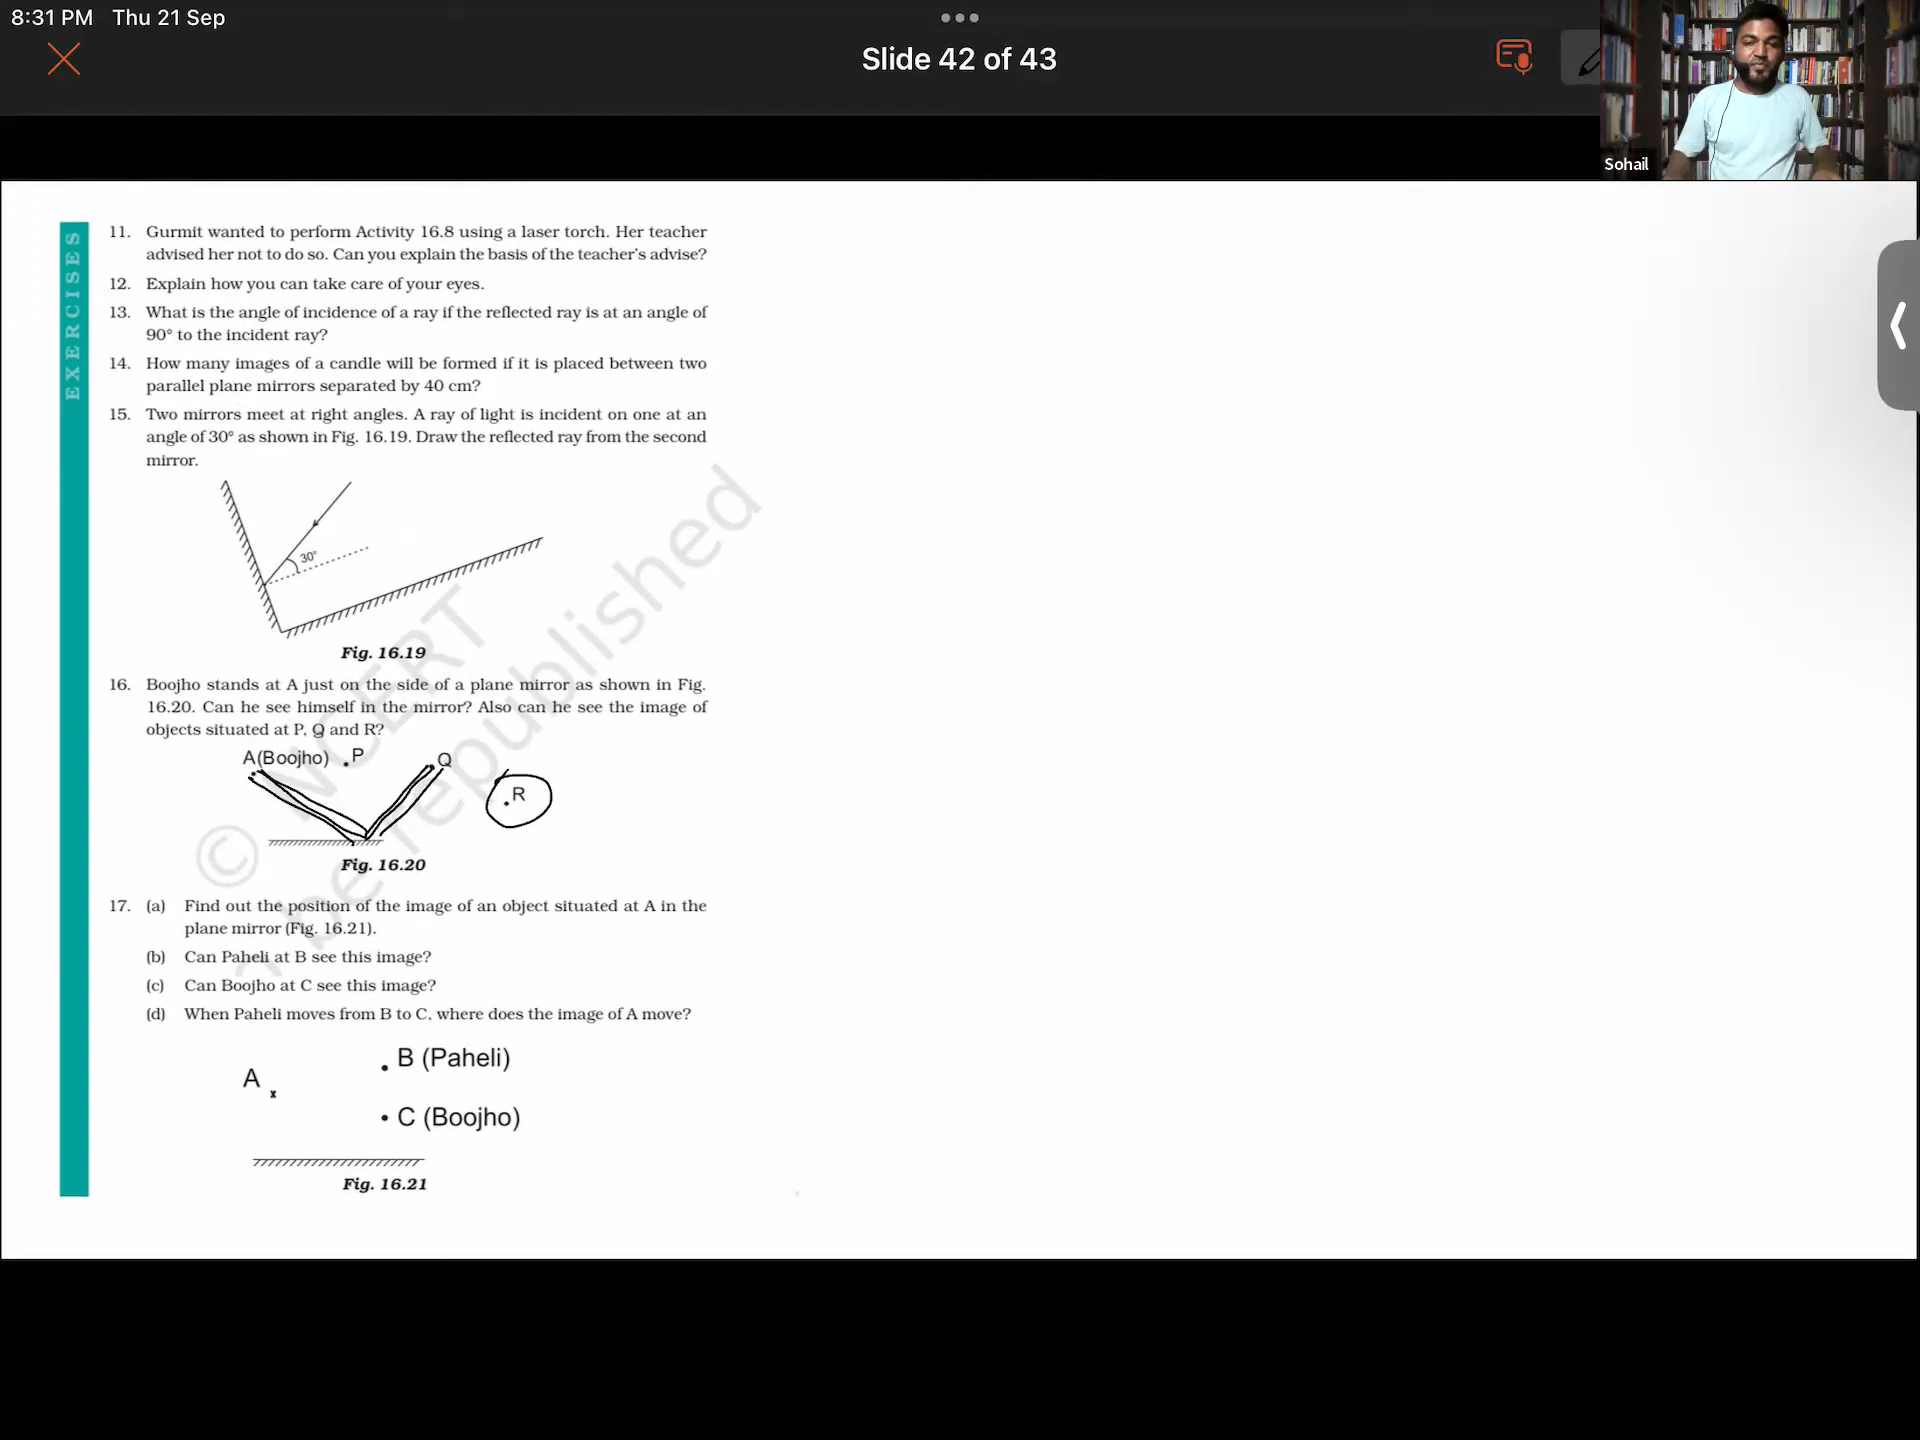 8:31 PM Thu 21 Sep
Slide 42 of 43
Sohail
EXERCISES
11. Gurmit wanted to perform Activity 16.8 using a laser torch. Her teacher
advised her not to do so. Can you explain the basis of the teacher's advise?
12. Explain how you can take care of your eyes.
13. What is the angle of incidence of a ray if the reflected ray is at an angle of
90° to the incident ray?
14. How many images of a candle will be formed if it is placed between two
parallel plane mirrors separated by 40 cm?
15. Two mirrors meet at right angles. A ray of light is incident on one at an
angle of 30° as shown in Fig. 16.19. Draw the reflected ray from the second
mirror.
30°
Fig. 16.19
16. Boojho stands at A just on the side of a plane mirror as shown in Fig.
16.20. Can he see himself in the mirror? Also can he see the image of
objects situated at P, Q and R?
A(Boojho) P Q
R
Fig. 16.20
17. (a) Find out the position of the image of an object situated at A in the
plane mirror (Fig. 16.21).
(b) Can Paheli at B see this image?
(c) Can Boojho at C see this image?
(d) When Paheli moves from B to C, where does the image of A move?
B (Paheli)
A
x
C (Boojho)
Fig. 16.21
© NCERT
be republished